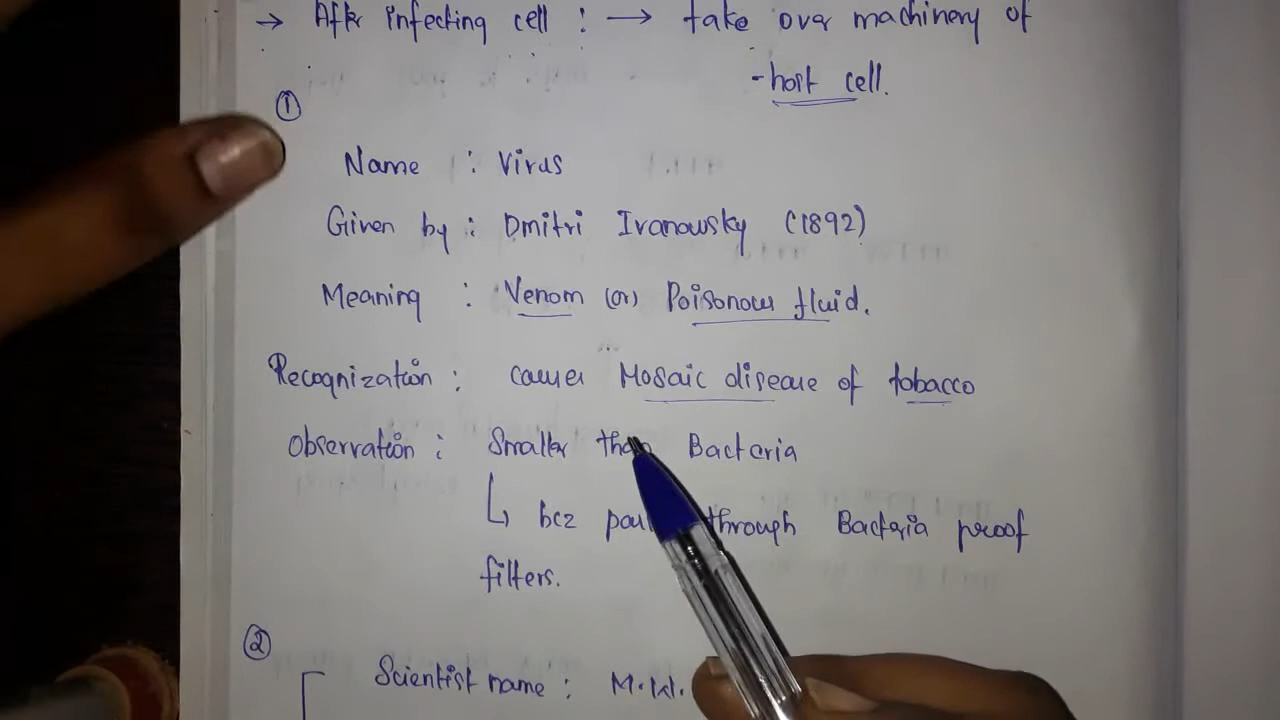 → After infecting cell : → take over machinery of
- host cell.
①
Name : Virus
Given by : Dmitri Ivanowsky (1892)
Meaning : Venom (or) Poisonous fluid.
Recognization : causes Mosaic disease of tobacco
Observation : Smaller than Bacteria
↳ bcz through Bacteria proof
filters.
②
Scientist name : M.W.